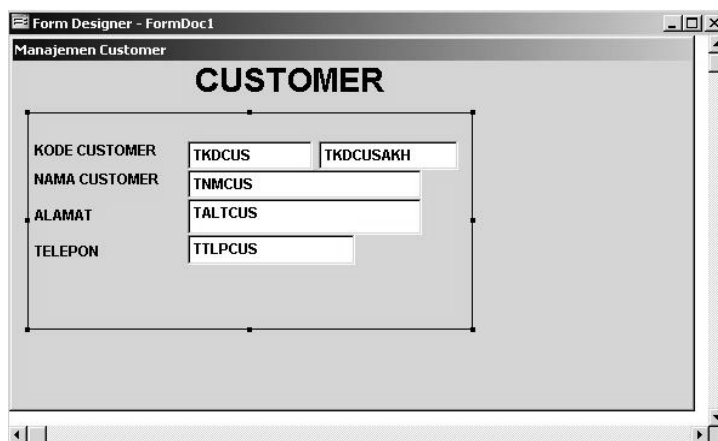 Form Designer - FormDoc1
Manajemen Customer
CUSTOMER
KODE CUSTOMER TKDCUS TKDCUSAKH
NAMA CUSTOMER TNMCUS
ALAMAT TALTCUS
TELEPON TTLPCUS